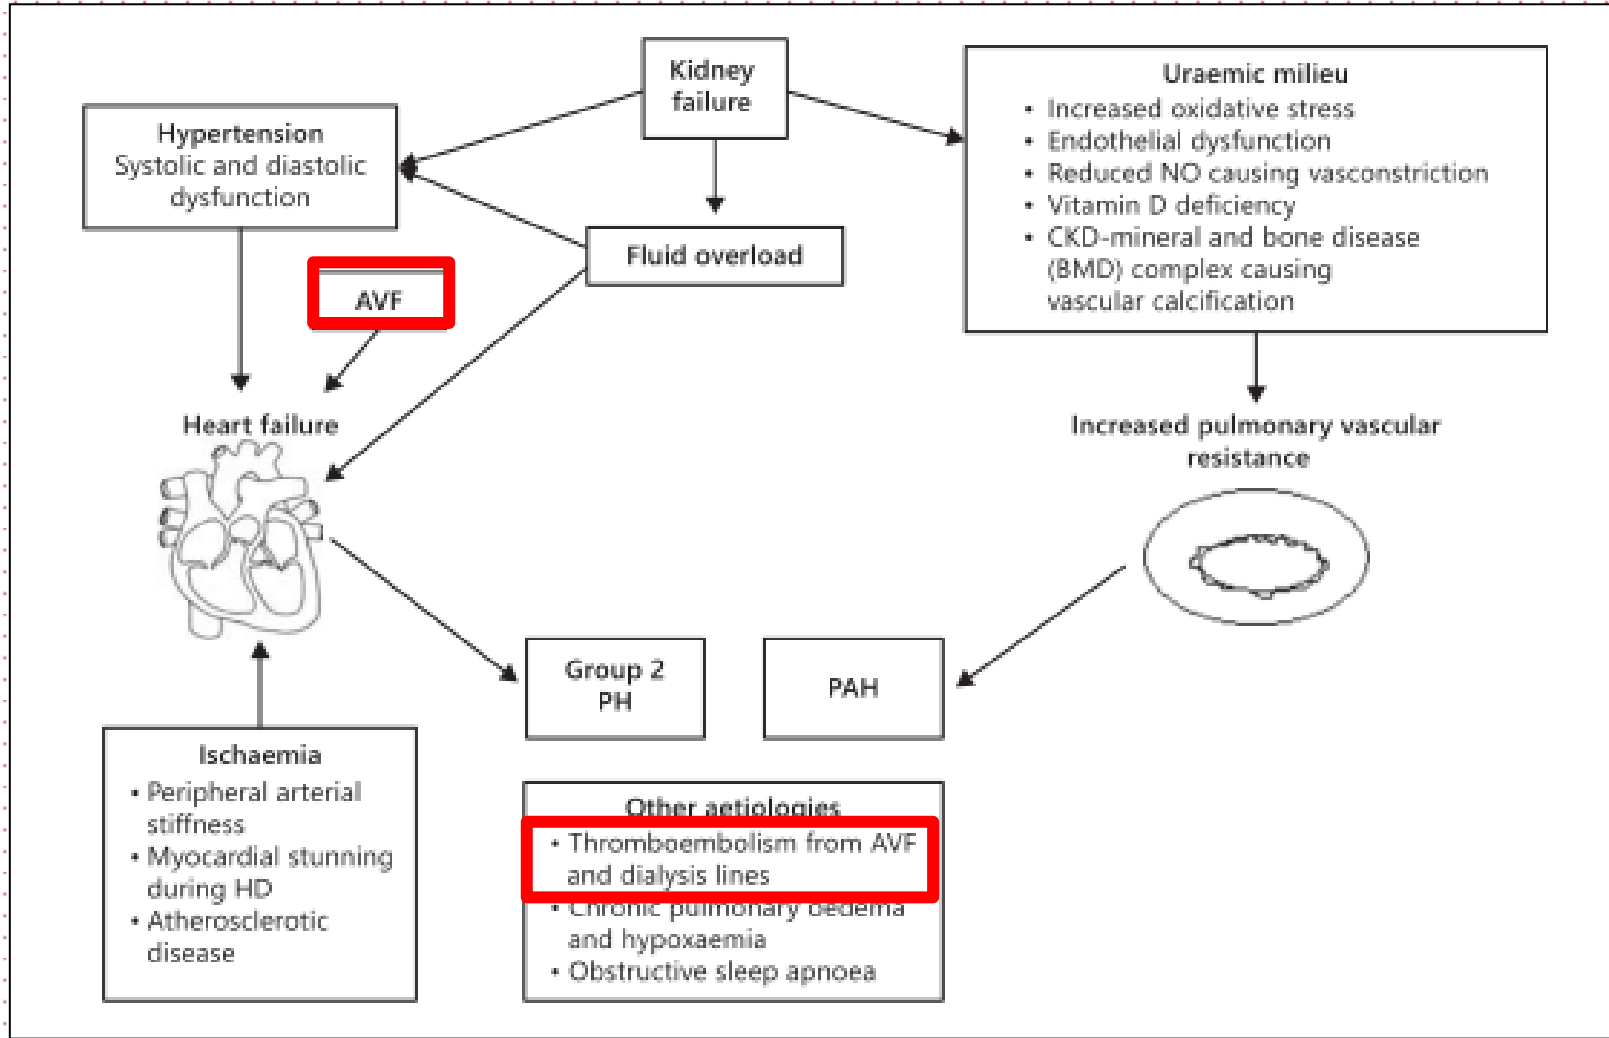 Kidney
failure
Hypertension
Systolic and diastolic
dysfunction
Uraemic milieu
• Increased oxidative stress
• Endothelial dysfunction
• Reduced NO causing vasconstriction
• Vitamin D deficiency
• CKD-mineral and bone disease
(BMD) complex causing
vascular calcification
Fluid overload
AVF
Heart failure
Increased pulmonary vascular
resistance
Group 2
PH
PAH
Ischaemia
• Peripheral arterial
stiffness
• Myocardial stunning
during HD
• Atherosclerotic
disease
Other aetiologies
• Thromboembolism from AVF
and dialysis lines
• Chronic pulmonary oedema
and hypoxaemia
• Obstructive sleep apnoea